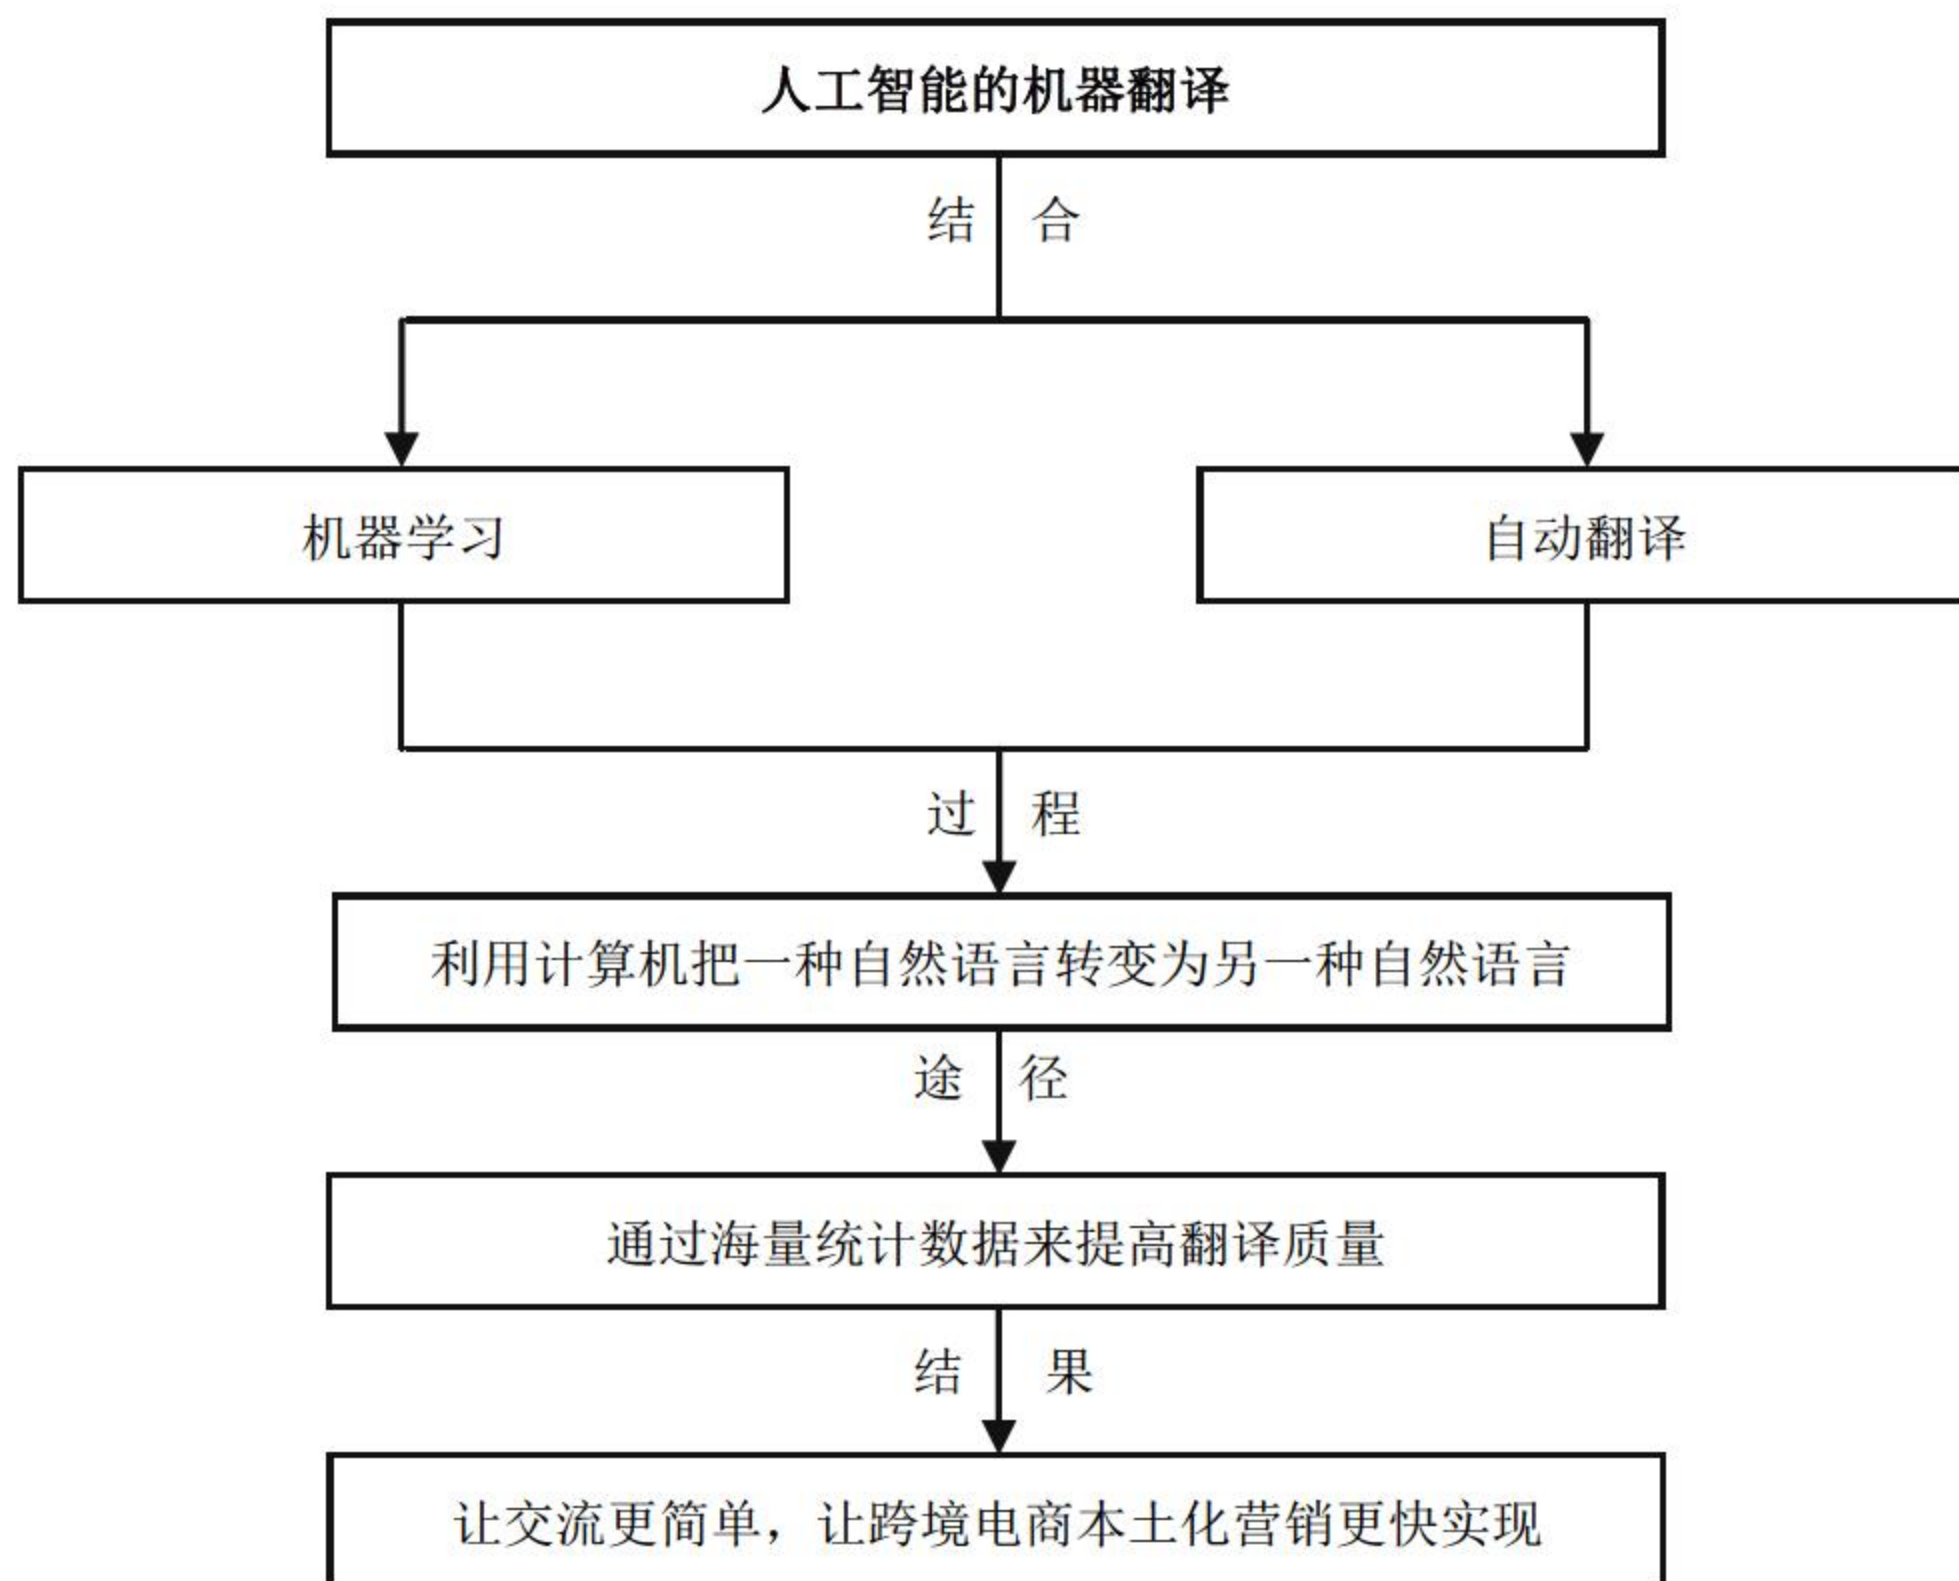 人工智能的机器翻译
结合
机器学习
自动翻译
过程
利用计算机把一种自然语言转变为另一种自然语言
途径
通过海量统计数据来提高翻译质量
结果
让交流更简单，让跨境电商本土化营销更快实现